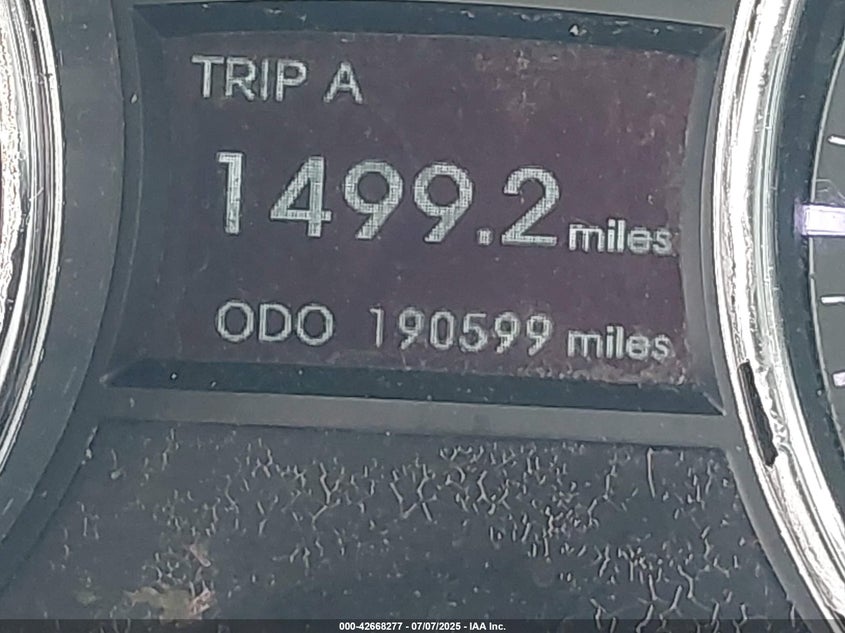 TRIP A
1499.2 miles
ODO 190599 miles
000-42668277 - 07/07/2025 - IAA Inc.